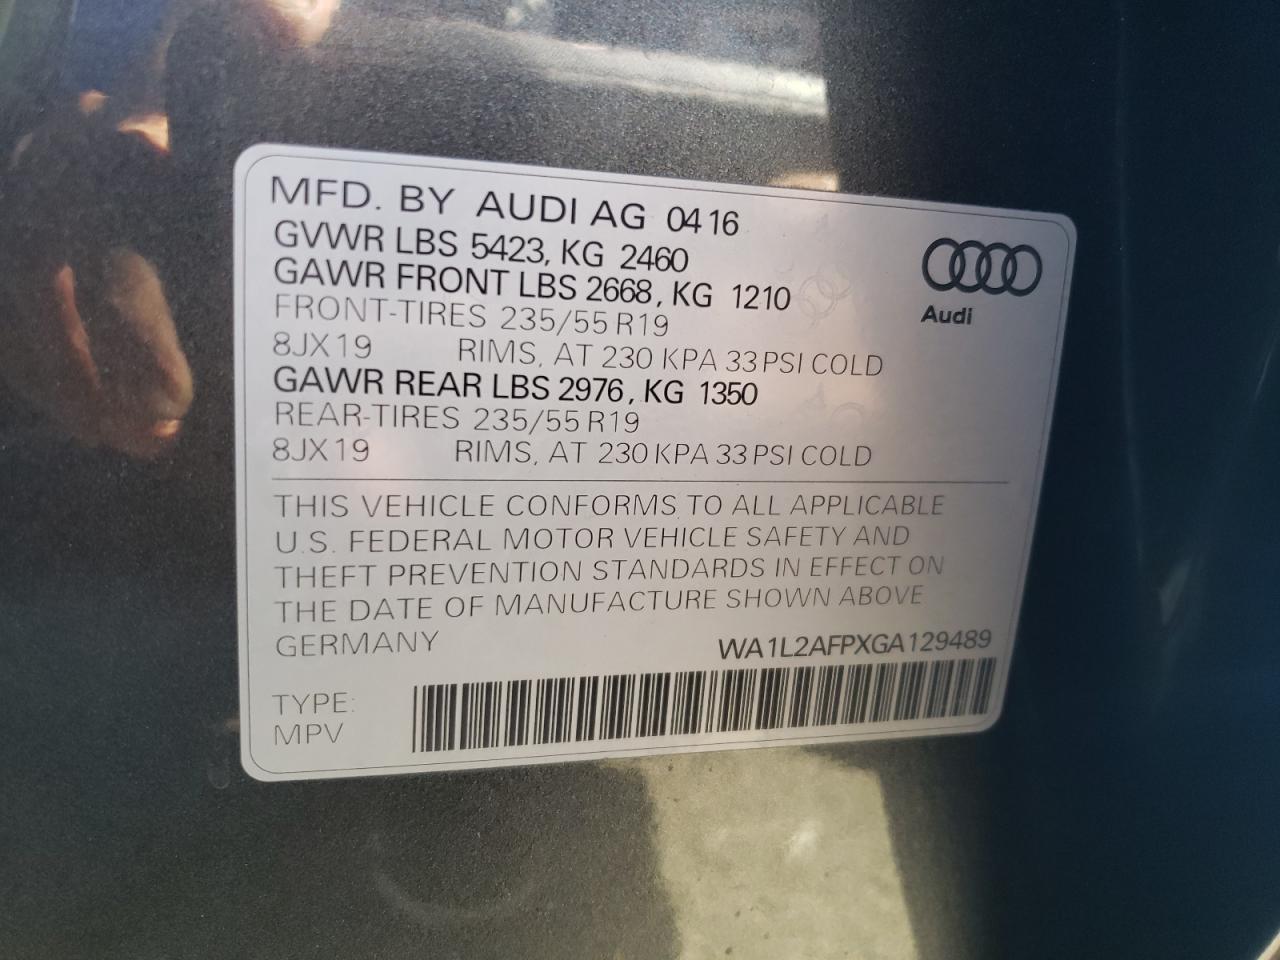 MFD. BY AUDI AG 0416
GVWR LBS 5423, KG 2460
GAWR FRONT LBS 2668, KG 1210
FRONT-TIRES 235/55 R19
8JX19 RIMS, AT 230 KPA 33 PSI COLD
GAWR REAR LBS 2976, KG 1350
REAR-TIRES 235/55 R19
8JX19 RIMS, AT 230 KPA 33 PSI COLD
Audi
THIS VEHICLE CONFORMS TO ALL APPLICABLE
U.S. FEDERAL MOTOR VEHICLE SAFETY AND
THEFT PREVENTION STANDARDS IN EFFECT ON
THE DATE OF MANUFACTURE SHOWN ABOVE
GERMANY WA1L2AFPXGA129489
TYPE:
MPV